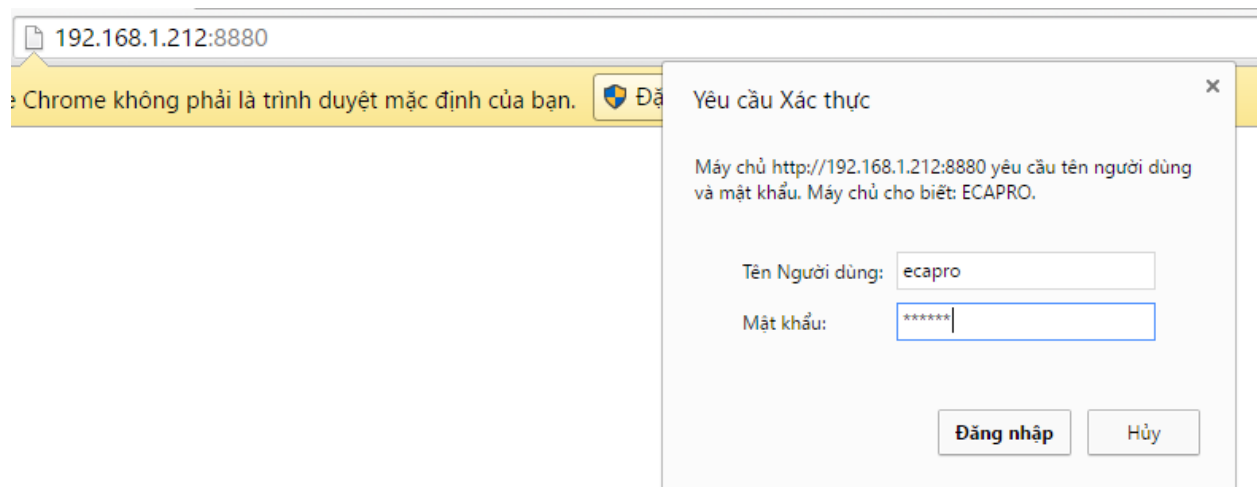 192.168.1.212:8880
Chrome không phải là trình duyệt mặc định của bạn.
Yêu cầu Xác thực
Máy chủ http://192.168.1.212:8880 yêu cầu tên người dùng
và mật khẩu. Máy chủ cho biết: ECAPRO.
Tên Người dùng: ecapro
Mật khẩu: ******
Đăng nhập Hủy